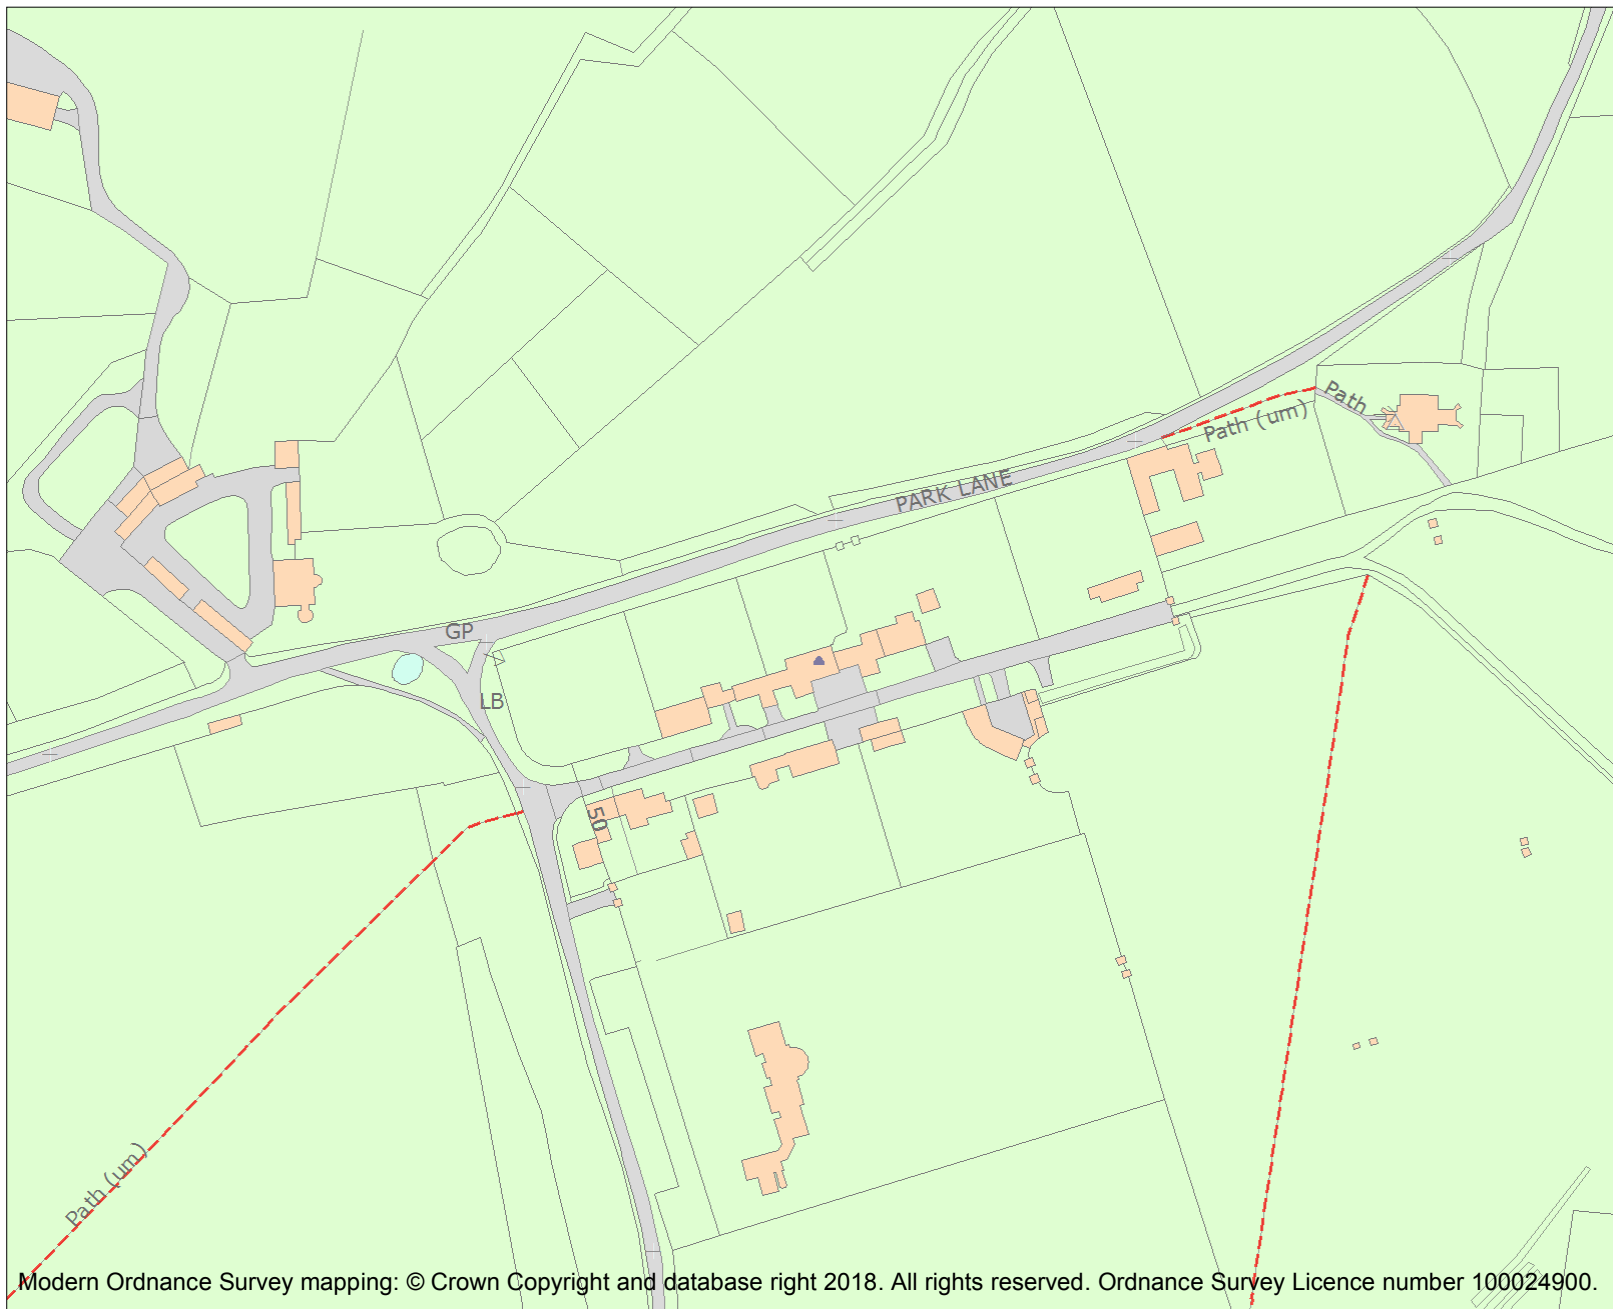 Path
Path (um)
PARK LANE
GP
LB
50
Path (um)
Modern Ordnance Survey mapping: © Crown Copyright and database right 2018. All rights reserved. Ordnance Survey Licence number 100024900.